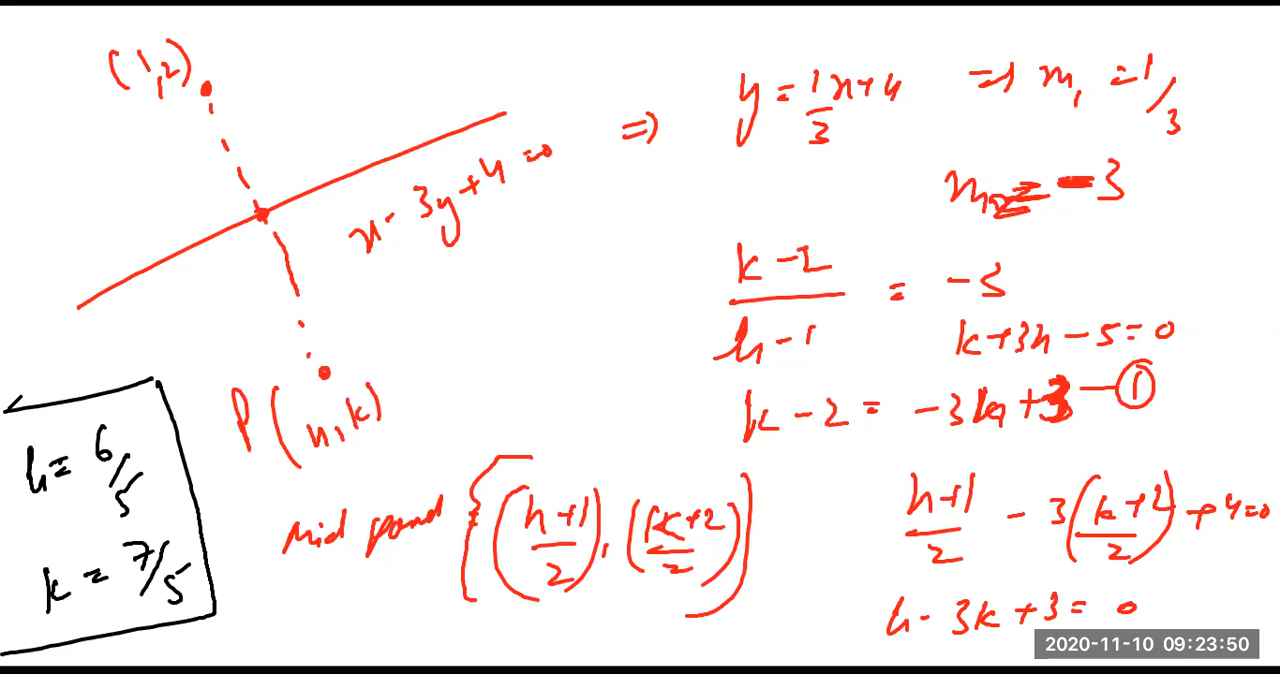 (1,2)
x - 3y + 4 = 0
⇒ y = 1/3 x + 4 ⇒ m₁ = 1/3
m₂ = -3
(k - 2)/(h - 1) = -3
k + 3h - 5 = 0
k - 2 = -3h + 3 — ①
P(h, k)
h = 6/5
k = 7/5
mid {((h+1)/2), ((k+2)/2)}
(h+1)/2 - 3((k+2)/2) + 4 = 0
h - 3k + 3 = 0
2020-11-10 09:23:50